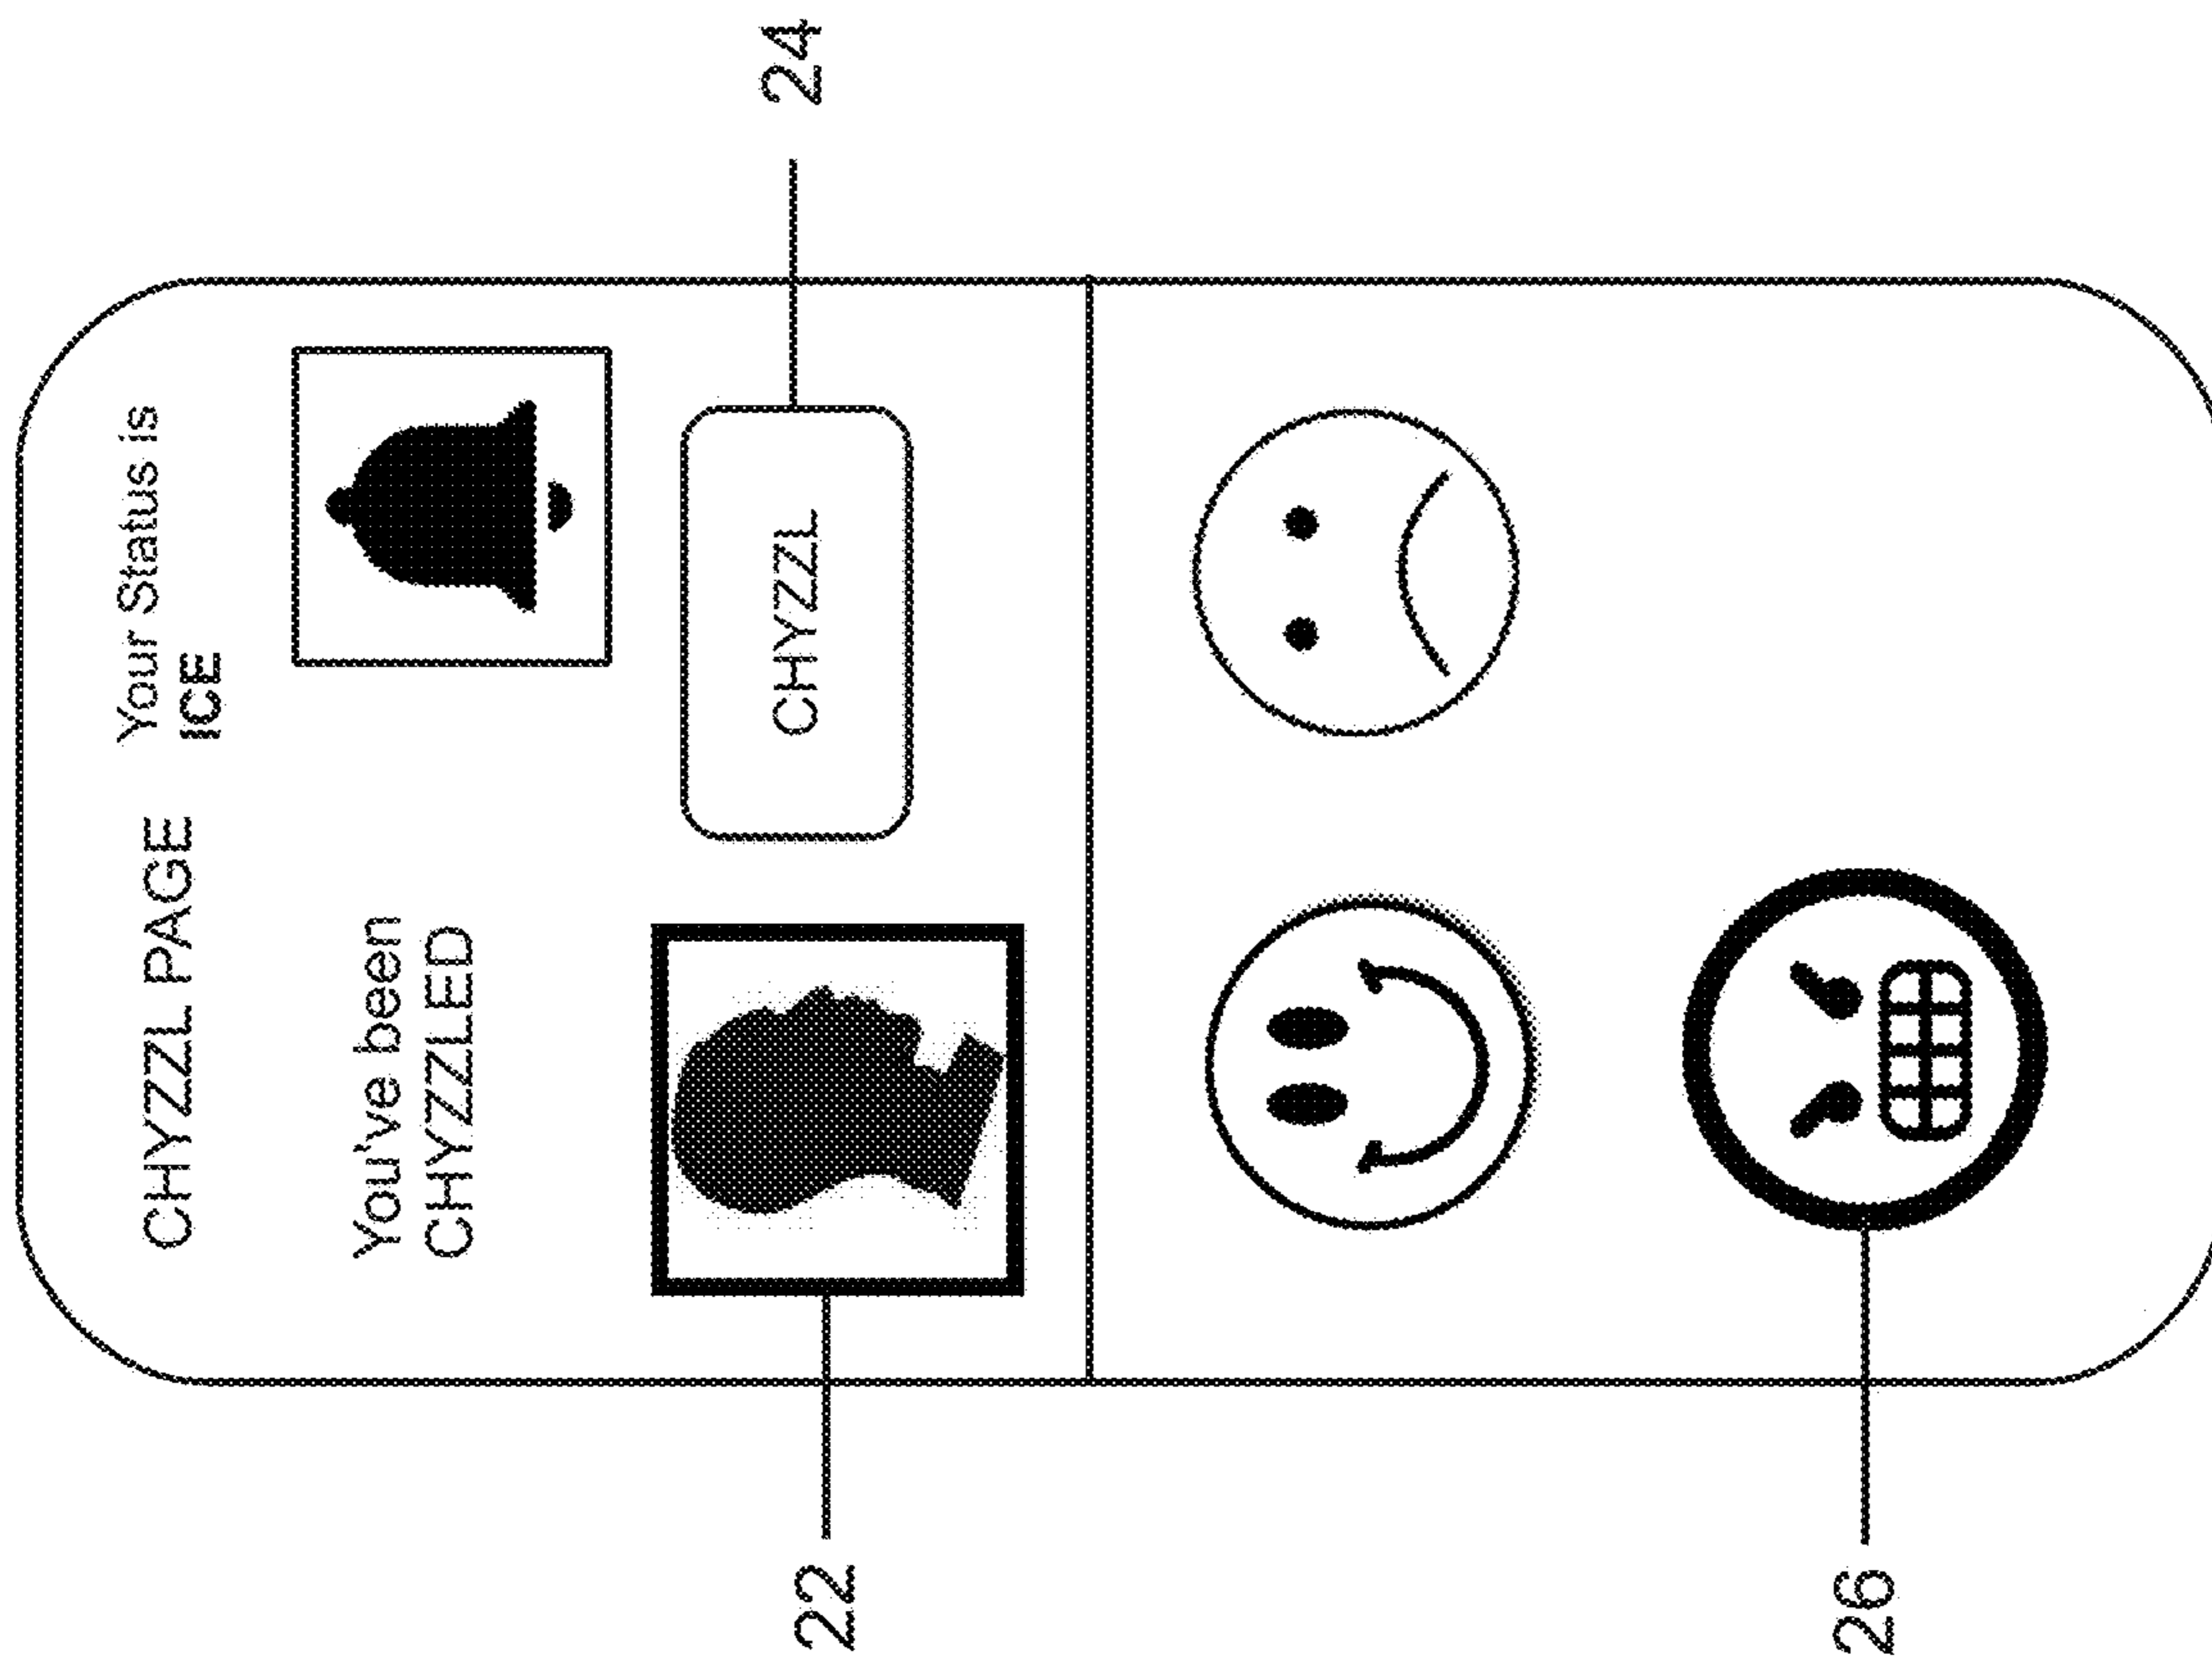 CHYZZL PAGE
Your Status is
ICE
You've been
CHYZZLED
CHYZZL
22
24
26